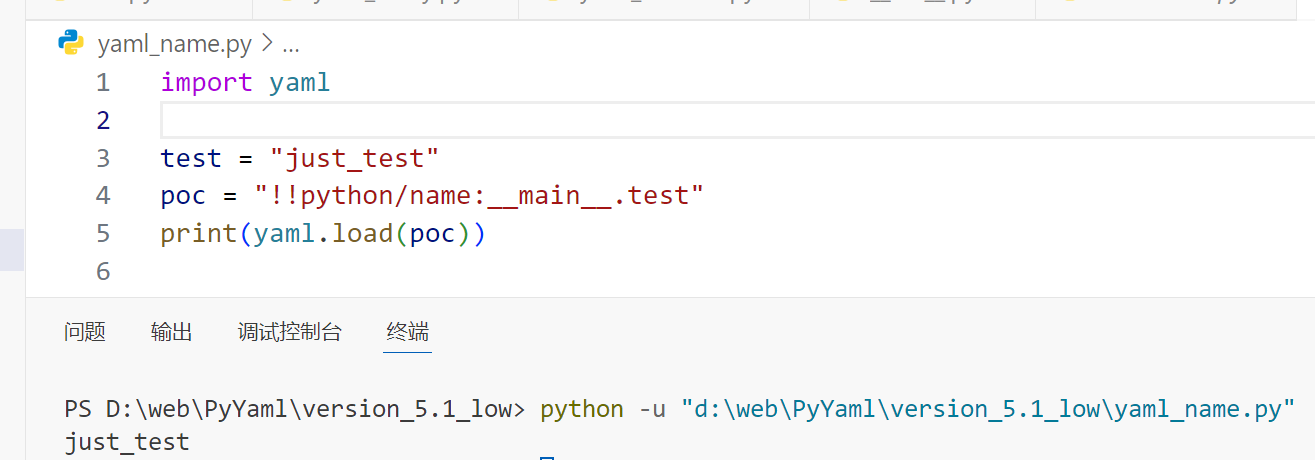 yaml_name.py > ...
1 import yaml
2
3 test = "just_test"
4 poc = "!!python/name:__main__.test"
5 print(yaml.load(poc))
6
问题 输出 调试控制台 终端
PS D:\web\PyYaml\version_5.1_low> python -u "d:\web\PyYaml\version_5.1_low\yaml_name.py"
just_test